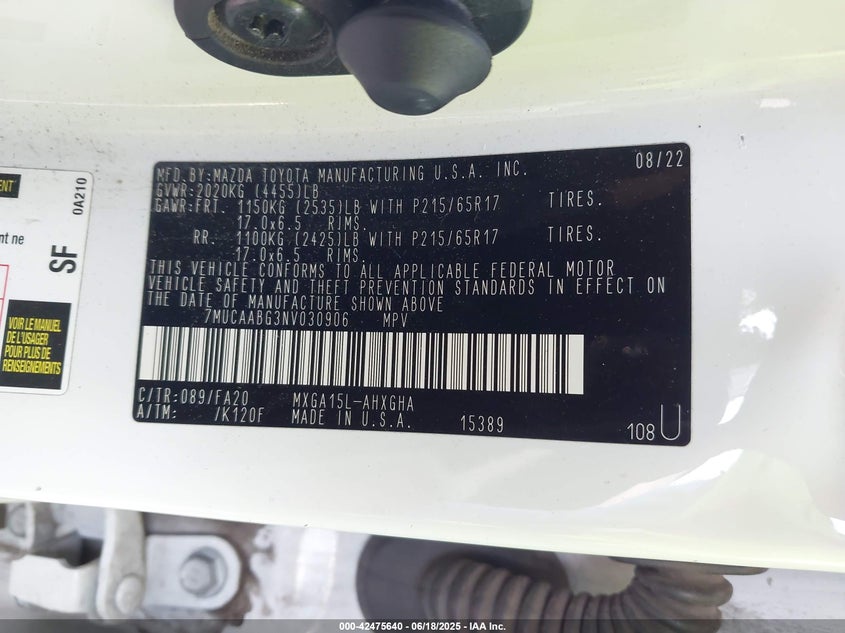 MFD.BY:MAZDA TOYOTA MANUFACTURING U.S.A. INC. 08/22
GVWR:2020KG (4455)LB
GAWR:FRT. 1150KG (2535)LB WITH P215/65R17 TIRES.
17.0x6.5 RIMS.
RR. 1100KG (2425)LB WITH P215/65R17 TIRES.
17.0x6.5 RIMS.
THIS VEHICLE CONFORMS TO ALL APPLICABLE FEDERAL MOTOR
VEHICLE SAFETY AND THEFT PREVENTION STANDARDS IN EFFECT ON
THE DATE OF MANUFACTURE SHOWN ABOVE
7MUCAABG3NV030906 MPV
C/TR:089/FA20 MXGA15L-AHXGHA
A/TM: /K120F MADE IN U.S.A. 15389 108U
0A210
SF
nt ne
VOIR LE MANUEL
DE L'USAGER
POUR PLUS DE
RENSEIGNEMENTS
000-42475640 - 06/18/2025 - IAA Inc.